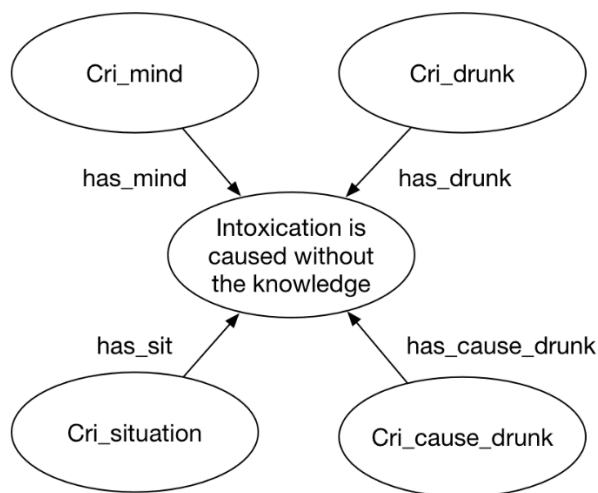 Cri_mind
Cri_drunk
has_mind
has_drunk
Intoxication is
caused without
the knowledge
has_sit
has_cause_drunk
Cri_situation
Cri_cause_drunk